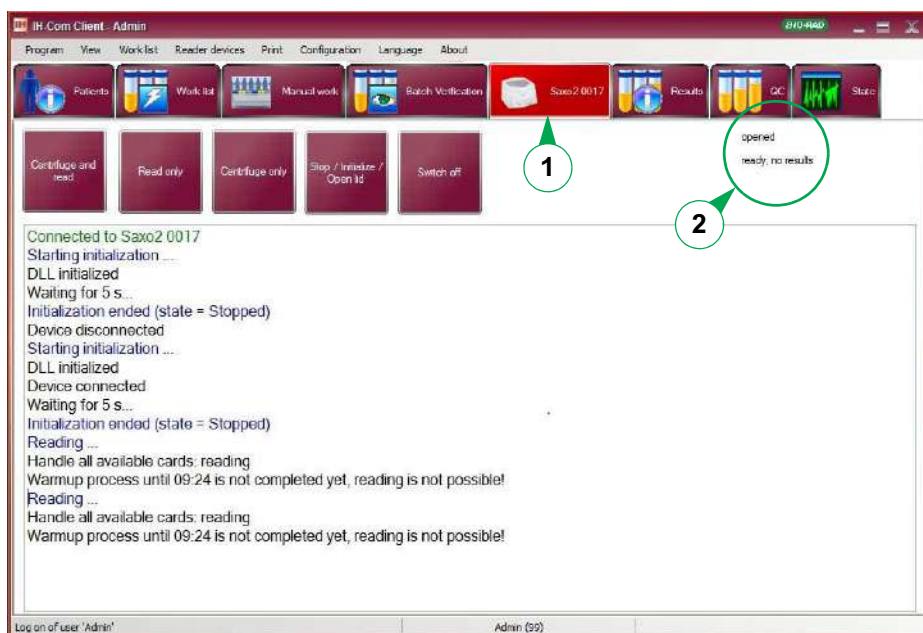 IH-Com Client - Admin
BIO-RAD
Program View Work list Reader devices Print Configuration Language About
Patients Work list Manual work Batch Verification Saxo2 0017 Results QC State
Centrifuge and read
Read only
Centrifuge only
Stop / Initialize / Open lid
Switch off
1
opened
ready, no results
2
Connected to Saxo2 0017
Starting initialization ...
DLL initialized
Waiting for 5 s...
Initialization ended (state = Stopped)
Device disconnected
Starting initialization ...
DLL initialized
Device connected
Waiting for 5 s...
Initialization ended (state = Stopped)
Reading ...
Handle all available cards: reading
Warmup process until 09:24 is not completed yet, reading is not possible!
Reading ...
Handle all available cards: reading
Warmup process until 09:24 is not completed yet, reading is not possible!
Log on of user 'Admin'
Admin (99)